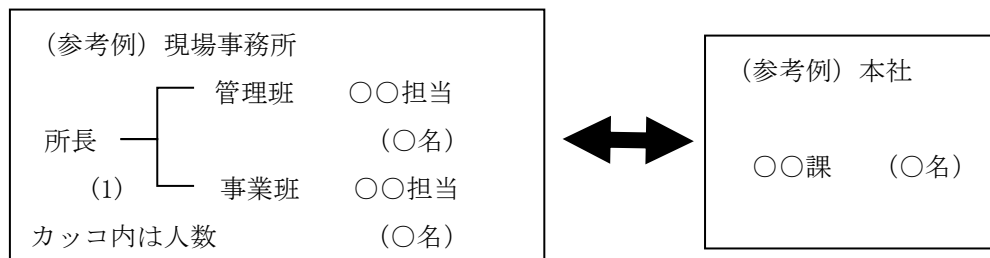 （参考例）現場事務所
管理班　○○担当
所長　（○名）
(1)　事業班　○○担当
カッコ内は人数　（○名）
（参考例）本社
○○課　（○名）